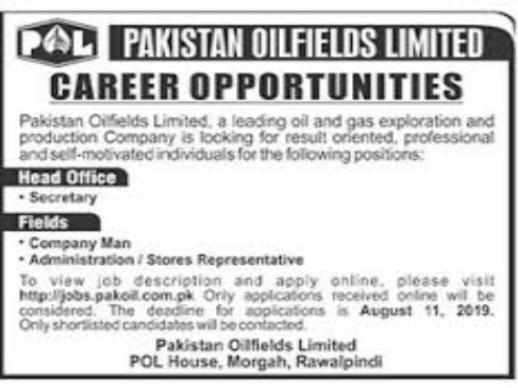 POL PAKISTAN OILFIELDS LIMITED
CAREER OPPORTUNITIES
Pakistan Oilfields Limited, a leading oil and gas exploration and
production Company is looking for result oriented, professional
and self-motivated individuals for the following positions:
Head Office
• Secretary
Fields
• Company Man
• Administration / Stores Representative
To view job description and apply online, please visit
http://jobs.pakoil.com.pk Only applications received online will be
considered. The deadline for applications is August 11, 2019.
Only shortlisted candidates will be contacted.
Pakistan Oilfields Limited
POL House, Morgah, Rawalpindi